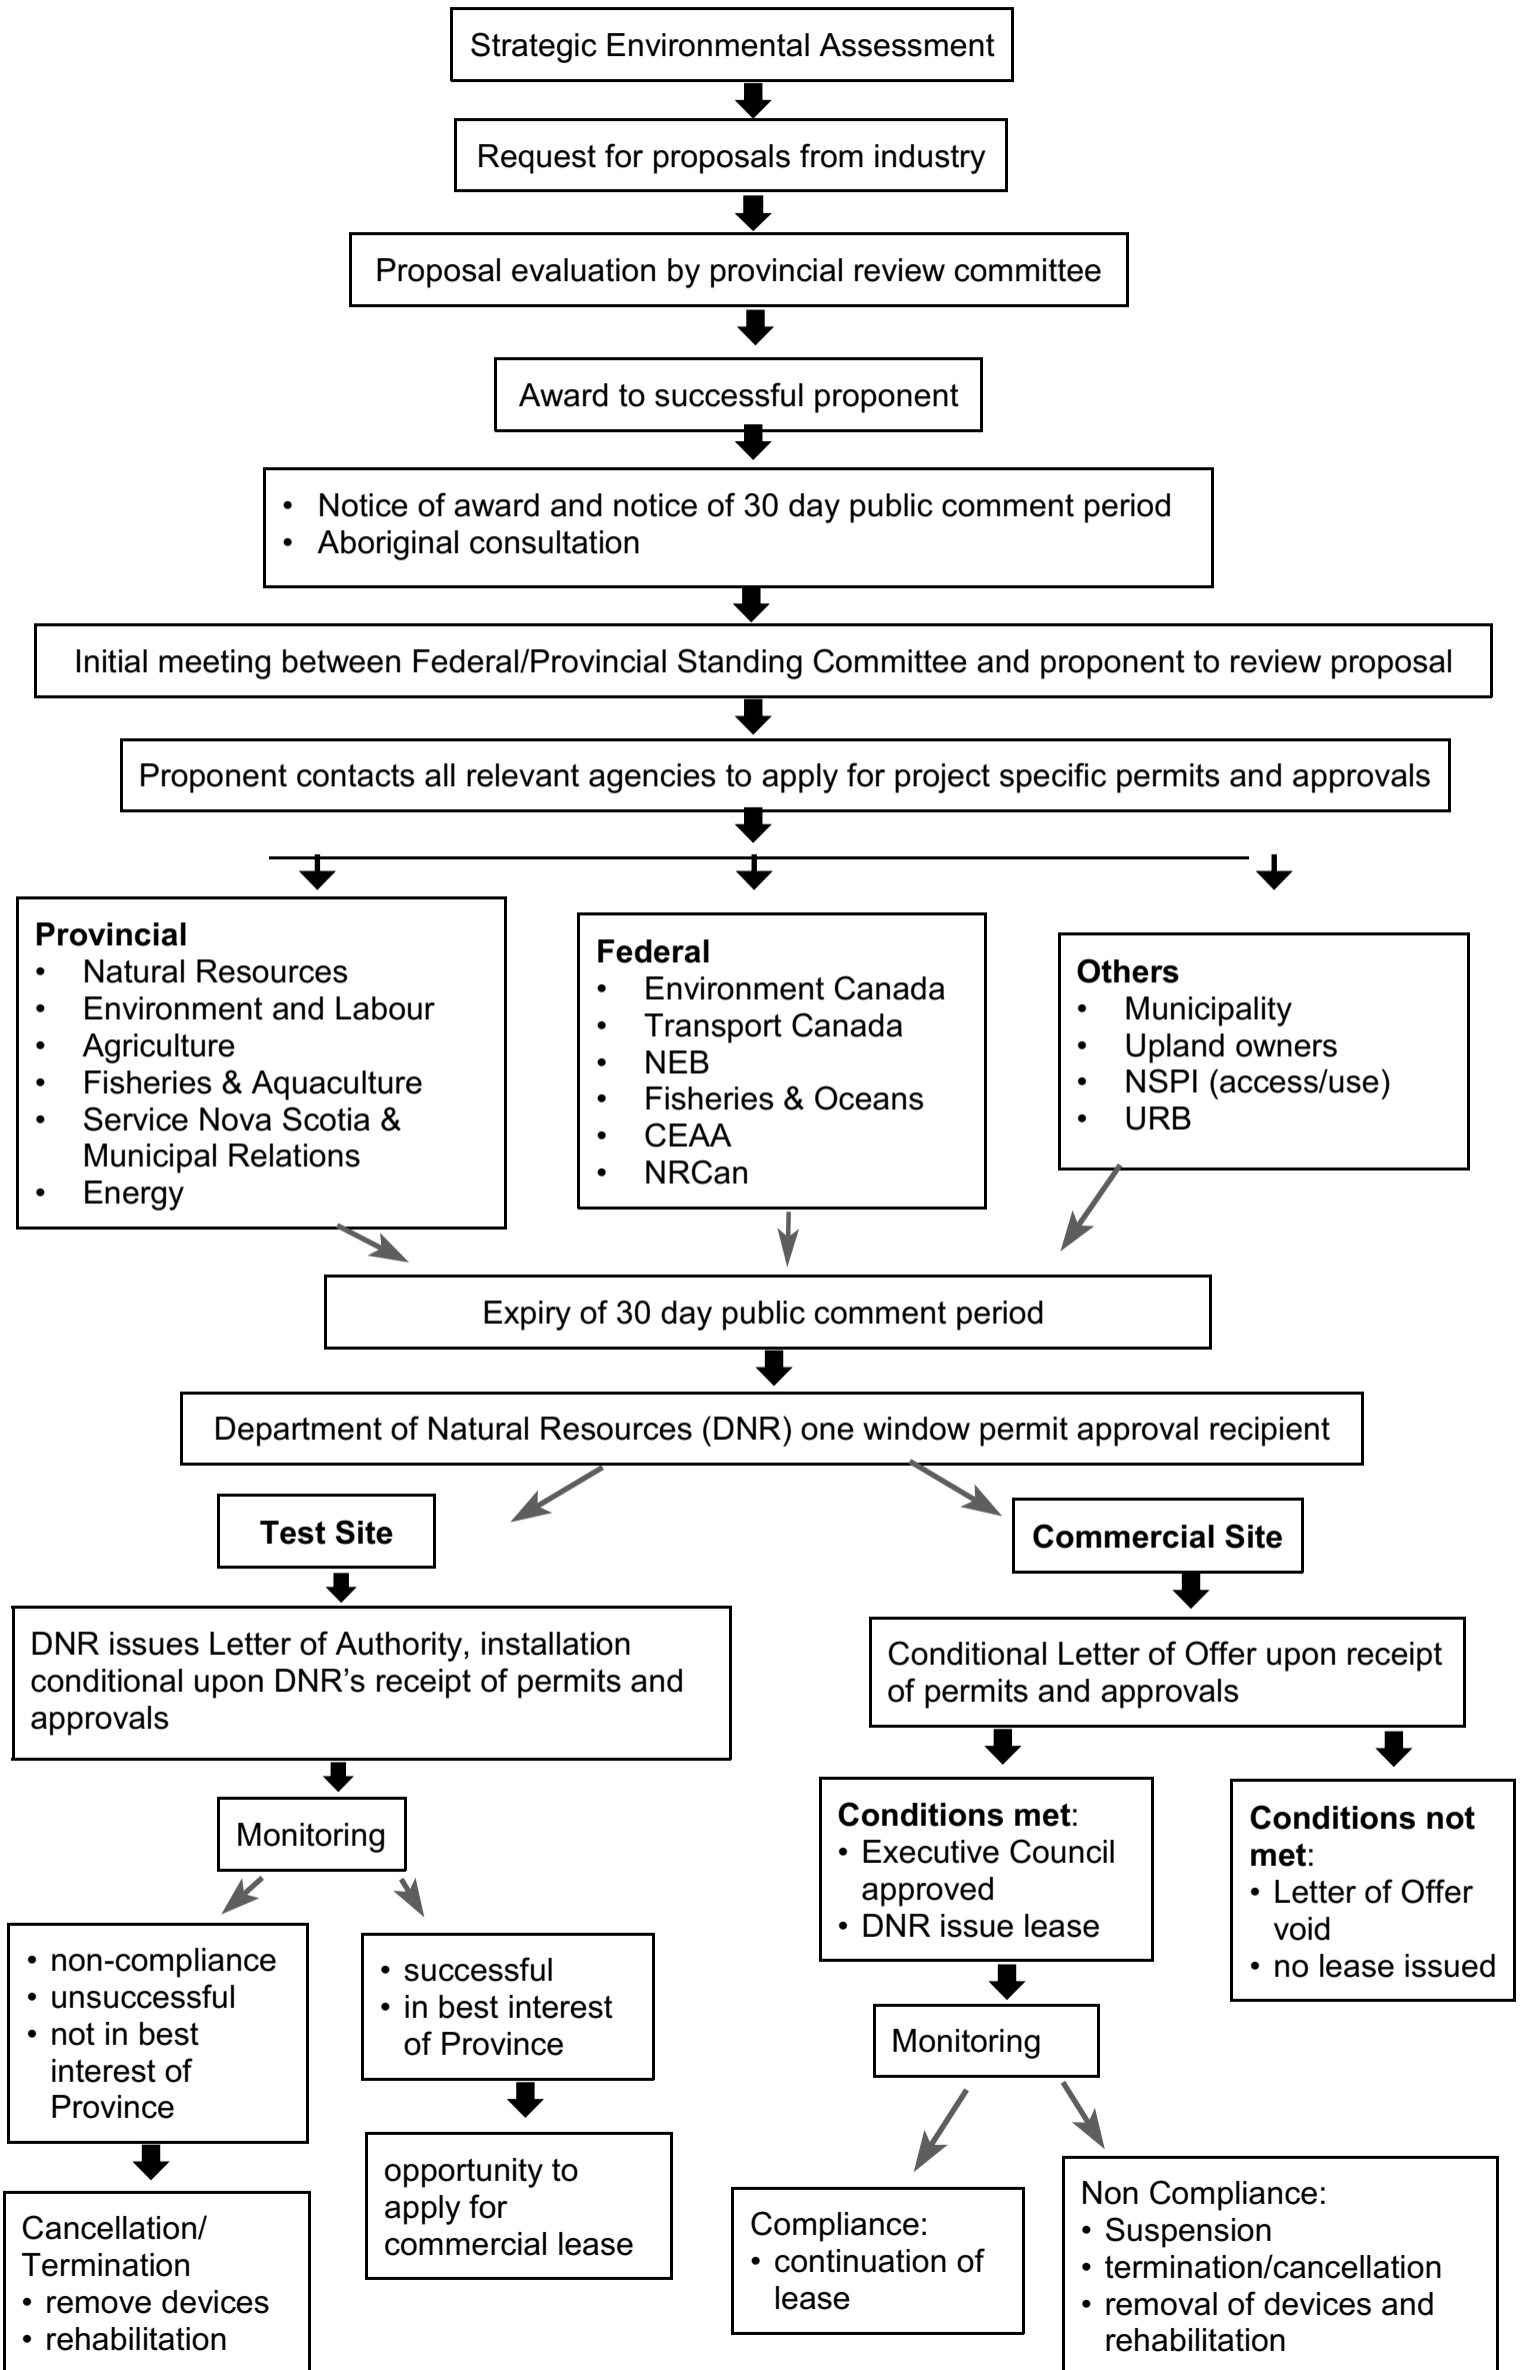 Strategic Environmental Assessment
Request for proposals from industry
Proposal evaluation by provincial review committee
Award to successful proponent
• Notice of award and notice of 30 day public comment period
• Aboriginal consultation
Initial meeting between Federal/Provincial Standing Committee and proponent to review proposal
Proponent contacts all relevant agencies to apply for project specific permits and approvals
Provincial
• Natural Resources
• Environment and Labour
• Agriculture
• Fisheries & Aquaculture
• Service Nova Scotia &
Municipal Relations
• Energy
Federal
• Environment Canada
• Transport Canada
• NEB
• Fisheries & Oceans
• CEAA
• NRCan
Others
• Municipality
• Upland owners
• NSPI (access/use)
• URB
Expiry of 30 day public comment period
Department of Natural Resources (DNR) one window permit approval recipient
Test Site
DNR issues Letter of Authority, installation
conditional upon DNR’s receipt of permits and
approvals
Monitoring
• non-compliance
• unsuccessful
• not in best
interest of
Province
Cancellation/
Termination
• remove devices
• rehabilitation
• successful
• in best interest
of Province
opportunity to
apply for
commercial lease
Commercial Site
Conditional Letter of Offer upon receipt
of permits and approvals
Conditions met:
• Executive Council
approved
• DNR issue lease
Conditions not
met:
• Letter of Offer
void
• no lease issued
Monitoring
Compliance:
• continuation of
lease
Non Compliance:
• Suspension
• termination/cancellation
• removal of devices and
rehabilitation